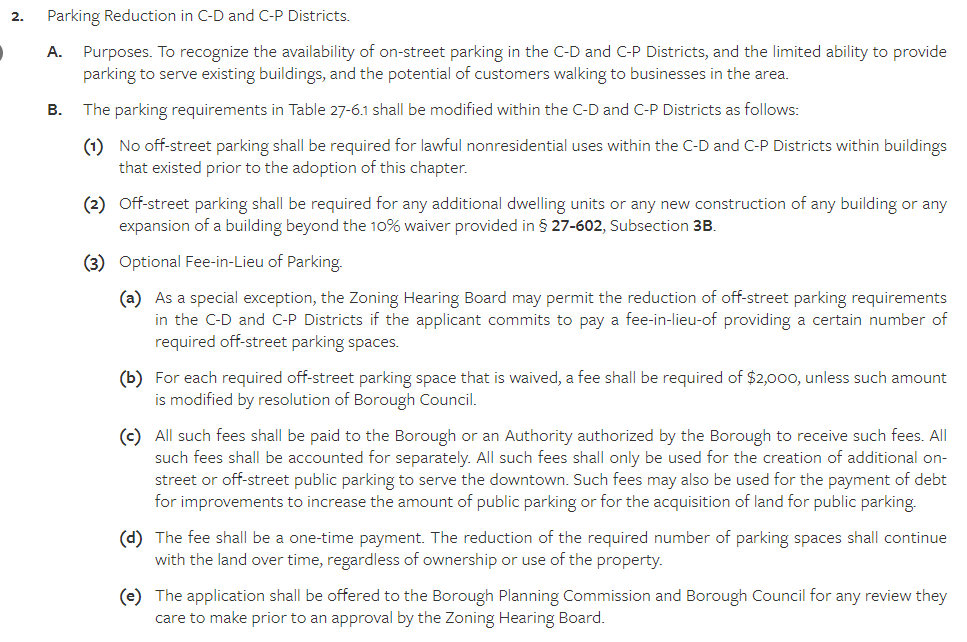 2. Parking Reduction in C-D and C-P Districts.
A. Purposes. To recognize the availability of on-street parking in the C-D and C-P Districts, and the limited ability to provide
parking to serve existing buildings, and the potential of customers walking to businesses in the area.
B. The parking requirements in Table 27-6.1 shall be modified within the C-D and C-P Districts as follows:
(1) No off-street parking shall be required for lawful nonresidential uses within the C-D and C-P Districts within buildings
that existed prior to the adoption of this chapter.
(2) Off-street parking shall be required for any additional dwelling units or any new construction of any building or any
expansion of a building beyond the 10% waiver provided in § 27-602, Subsection 3B.
(3) Optional Fee-in-Lieu of Parking.
(a) As a special exception, the Zoning Hearing Board may permit the reduction of off-street parking requirements
in the C-D and C-P Districts if the applicant commits to pay a fee-in-lieu-of providing a certain number of
required off-street parking spaces.
(b) For each required off-street parking space that is waived, a fee shall be required of $2,000, unless such amount
is modified by resolution of Borough Council.
(c) All such fees shall be paid to the Borough or an Authority authorized by the Borough to receive such fees. All
such fees shall be accounted for separately. All such fees shall only be used for the creation of additional on-
street or off-street public parking to serve the downtown. Such fees may also be used for the payment of debt
for improvements to increase the amount of public parking or for the acquisition of land for public parking.
(d) The fee shall be a one-time payment. The reduction of the required number of parking spaces shall continue
with the land over time, regardless of ownership or use of the property.
(e) The application shall be offered to the Borough Planning Commission and Borough Council for any review they
care to make prior to an approval by the Zoning Hearing Board.